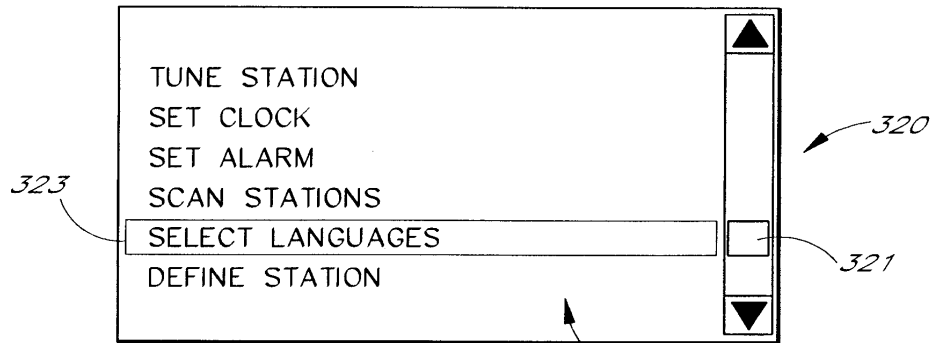 TUNE STATION
SET CLOCK
320
SET ALARM
323
SCAN STATIONS
SELECT LANGUAGES
321
DEFINE STATION